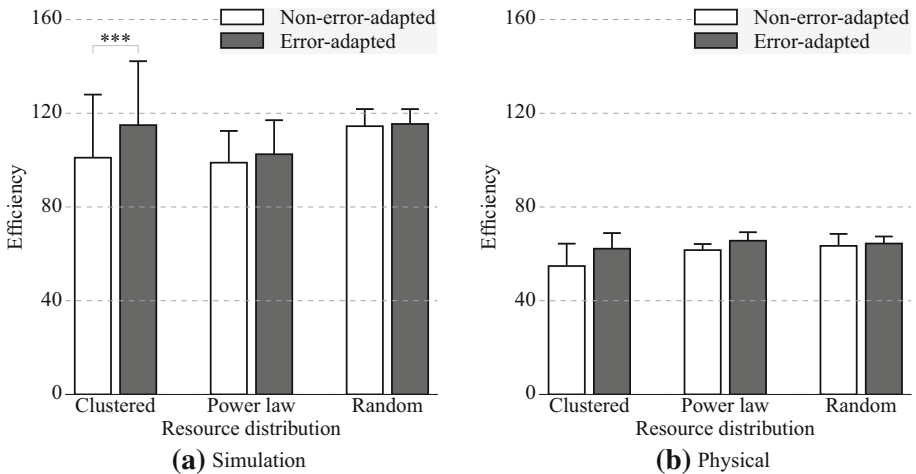 160
120
80
40
0
Efficiency
***
Non-error-adapted
Error-adapted
Clustered Power law Random
Resource distribution
(a) Simulation
160
120
80
40
0
Efficiency
Non-error-adapted
Error-adapted
Clustered Power law Random
Resource distribution
(b) Physical